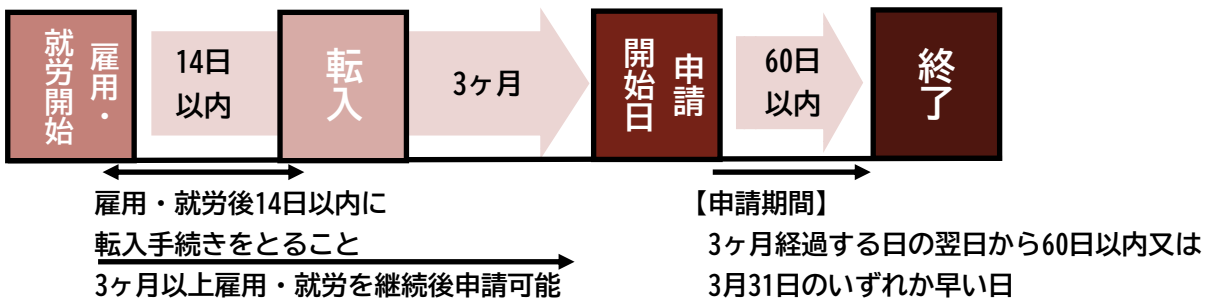 雇用・
就労開始
14日
以内
転入
3ヶ月
申請
開始日
60日
以内
終了
雇用・就労後14日以内に
転入手続きをとること
3ヶ月以上雇用・就労を継続後申請可能
【申請期間】
3ヶ月経過する日の翌日から60日以内又は
3月31日のいずれか早い日